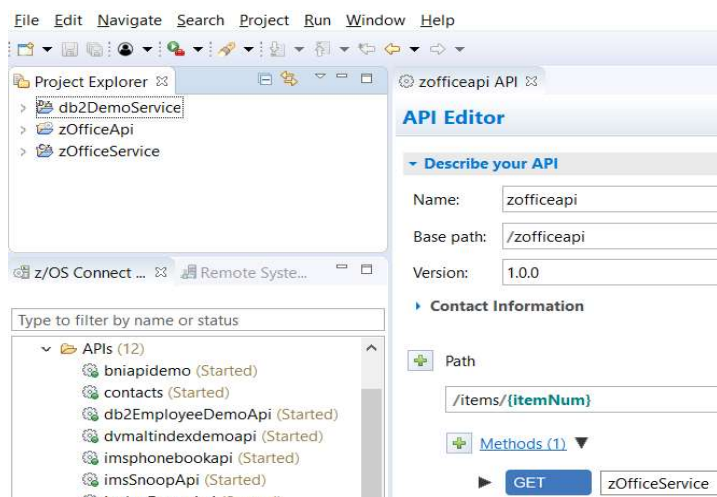 File Edit Navigate Search Project Run Window Help
Project Explorer
db2DemoService
zOfficeApi
zOfficeService
z/OS Connect ... Remote Syste...
Type to filter by name or status
APIs (12)
bniapidemo (Started)
contacts (Started)
db2EmployeeDemoApi (Started)
dvmaltindexdemoapi (Started)
imsphonebookapi (Started)
imsSnoopApi (Started)
zofficeapi API
API Editor
Describe your API
Name: zofficeapi
Base path: /zofficeapi
Version: 1.0.0
Contact Information
Path
/items/{itemNum}
Methods (1)
GET zOfficeService